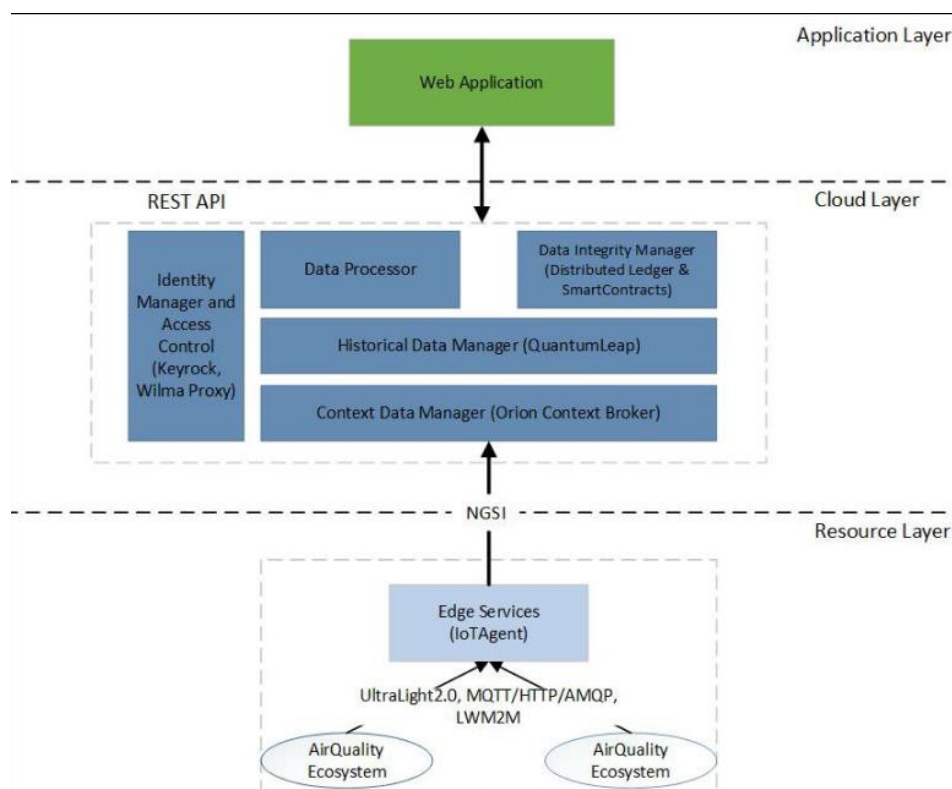 Application Layer
Web Application
REST API
Cloud Layer
Identity
Manager and
Access
Control
(Keyrock,
Wilma Proxy)
Data Processor
Data Integrity Manager
(Distributed Ledger &
SmartContracts)
Historical Data Manager (QuantumLeap)
Context Data Manager (Orion Context Broker)
NGSI
Resource Layer
Edge Services
(IoTAgent)
UltraLight2.0, MQTT/HTTP/AMQP,
LWM2M
AirQuality
Ecosystem
AirQuality
Ecosystem